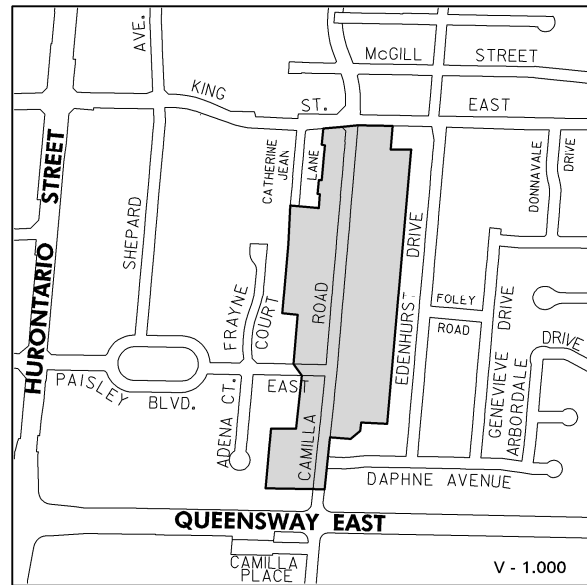 AVE.
McGILL STREET
KING ST. EAST
HURONTARIO STREET
SHEPARD
CATHERINE
JEAN
LANE
DONNAVALE
DRIVE
FRAYNE
COURT
ROAD
EDENHURST DRIVE
FOLEY
ROAD
GENEVIEVE DRIVE
ARBORDALE DRIVE
PAISLEY BLVD. EAST
ADENA CT.
CAMILLA
DAPHNE AVENUE
QUEENSWAY EAST
CAMILLA
PLACE
V - 1.000